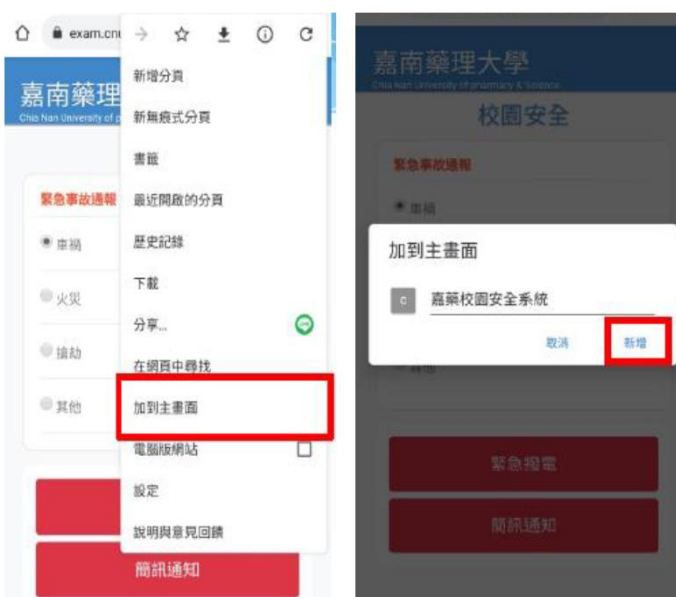 exam.cn
嘉南藥理
Chia Nan University of p
緊急事故通報
車禍
火災
搶劫
其他
簡訊通知
新增分頁
新無痕式分頁
書籤
最近開啟的分頁
歷史記錄
下載
分享...
在網頁中尋找
加到主畫面
電腦版網站
設定
說明與意見回饋
嘉南藥理大學
Chia Nan University of pharmacy & Science
校園安全
緊急事故通報
車禍
加到主畫面
C
嘉藥校園安全系統
取消
新增
其他
緊急撥電
簡訊通知